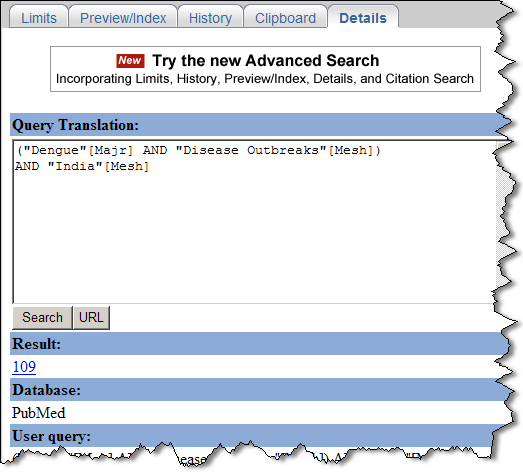 Limits Preview/Index History Clipboard Details
New Try the new Advanced Search
Incorporating Limits, History, Preview/Index, Details, and Citation Search
Query Translation:
("Dengue"[Majr] AND "Disease Outbreaks"[Mesh])
AND "India"[Mesh]
Search URL
Result:
109
Database:
PubMed
User query: